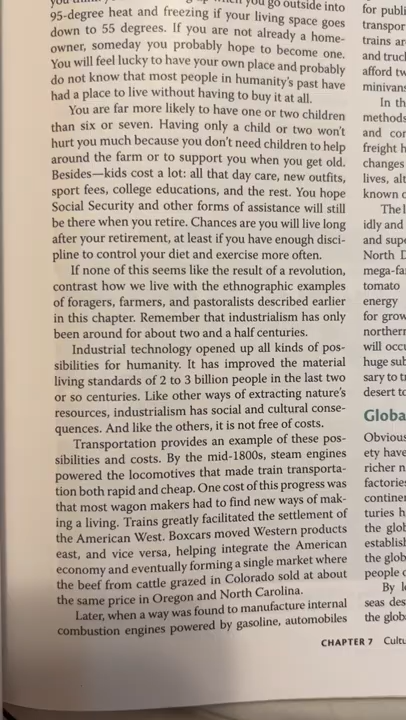 you go outside into
95-degree heat and freezing if your living space goes
down to 55 degrees. If you are not already a home-
owner, someday you probably hope to become one.
You will feel lucky to have your own place and probably
do not know that most people in humanity's past have
had a place to live without having to buy it at all.
You are far more likely to have one or two children
than six or seven. Having only a child or two won't
hurt you much because you don't need children to help
around the farm or to support you when you get old.
Besides—kids cost a lot: all that day care, new outfits,
sport fees, college educations, and the rest. You hope
Social Security and other forms of assistance will still
be there when you retire. Chances are you will live long
after your retirement, at least if you have enough disci-
pline to control your diet and exercise more often.
If none of this seems like the result of a revolution,
contrast how we live with the ethnographic examples
of foragers, farmers, and pastoralists described earlier
in this chapter. Remember that industrialism has only
been around for about two and a half centuries.
Industrial technology opened up all kinds of pos-
sibilities for humanity. It has improved the material
living standards of 2 to 3 billion people in the last two
or so centuries. Like other ways of extracting nature's
resources, industrialism has social and cultural conse-
quences. And like the others, it is not free of costs.
Transportation provides an example of these pos-
sibilities and costs. By the mid-1800s, steam engines
powered the locomotives that made train transporta-
tion both rapid and cheap. One cost of this progress was
that most wagon makers had to find new ways of mak-
ing a living. Trains greatly facilitated the settlement of
the American West. Boxcars moved Western products
east, and vice versa, helping integrate the American
economy and eventually forming a single market where
the beef from cattle grazed in Colorado sold at about
the same price in Oregon and North Carolina.
Later, when a way was found to manufacture internal
combustion engines powered by gasoline, automobiles
for publi
transpor
trains ar
and truck
afford tw
minivans
In th
methods
and cor
freight h
changes
lives, alt
known c
The l
idly and
and supe
North D
mega-fa
tomato
energy
for grow
northern
will occu
huge sub
sary to tr
desert to
Globa
Obvious
ety have
richer n
factories
continer
turies h
the glob
establish
the glob
people c
By l
seas des
the globa
CHAPTER 7 Cultu